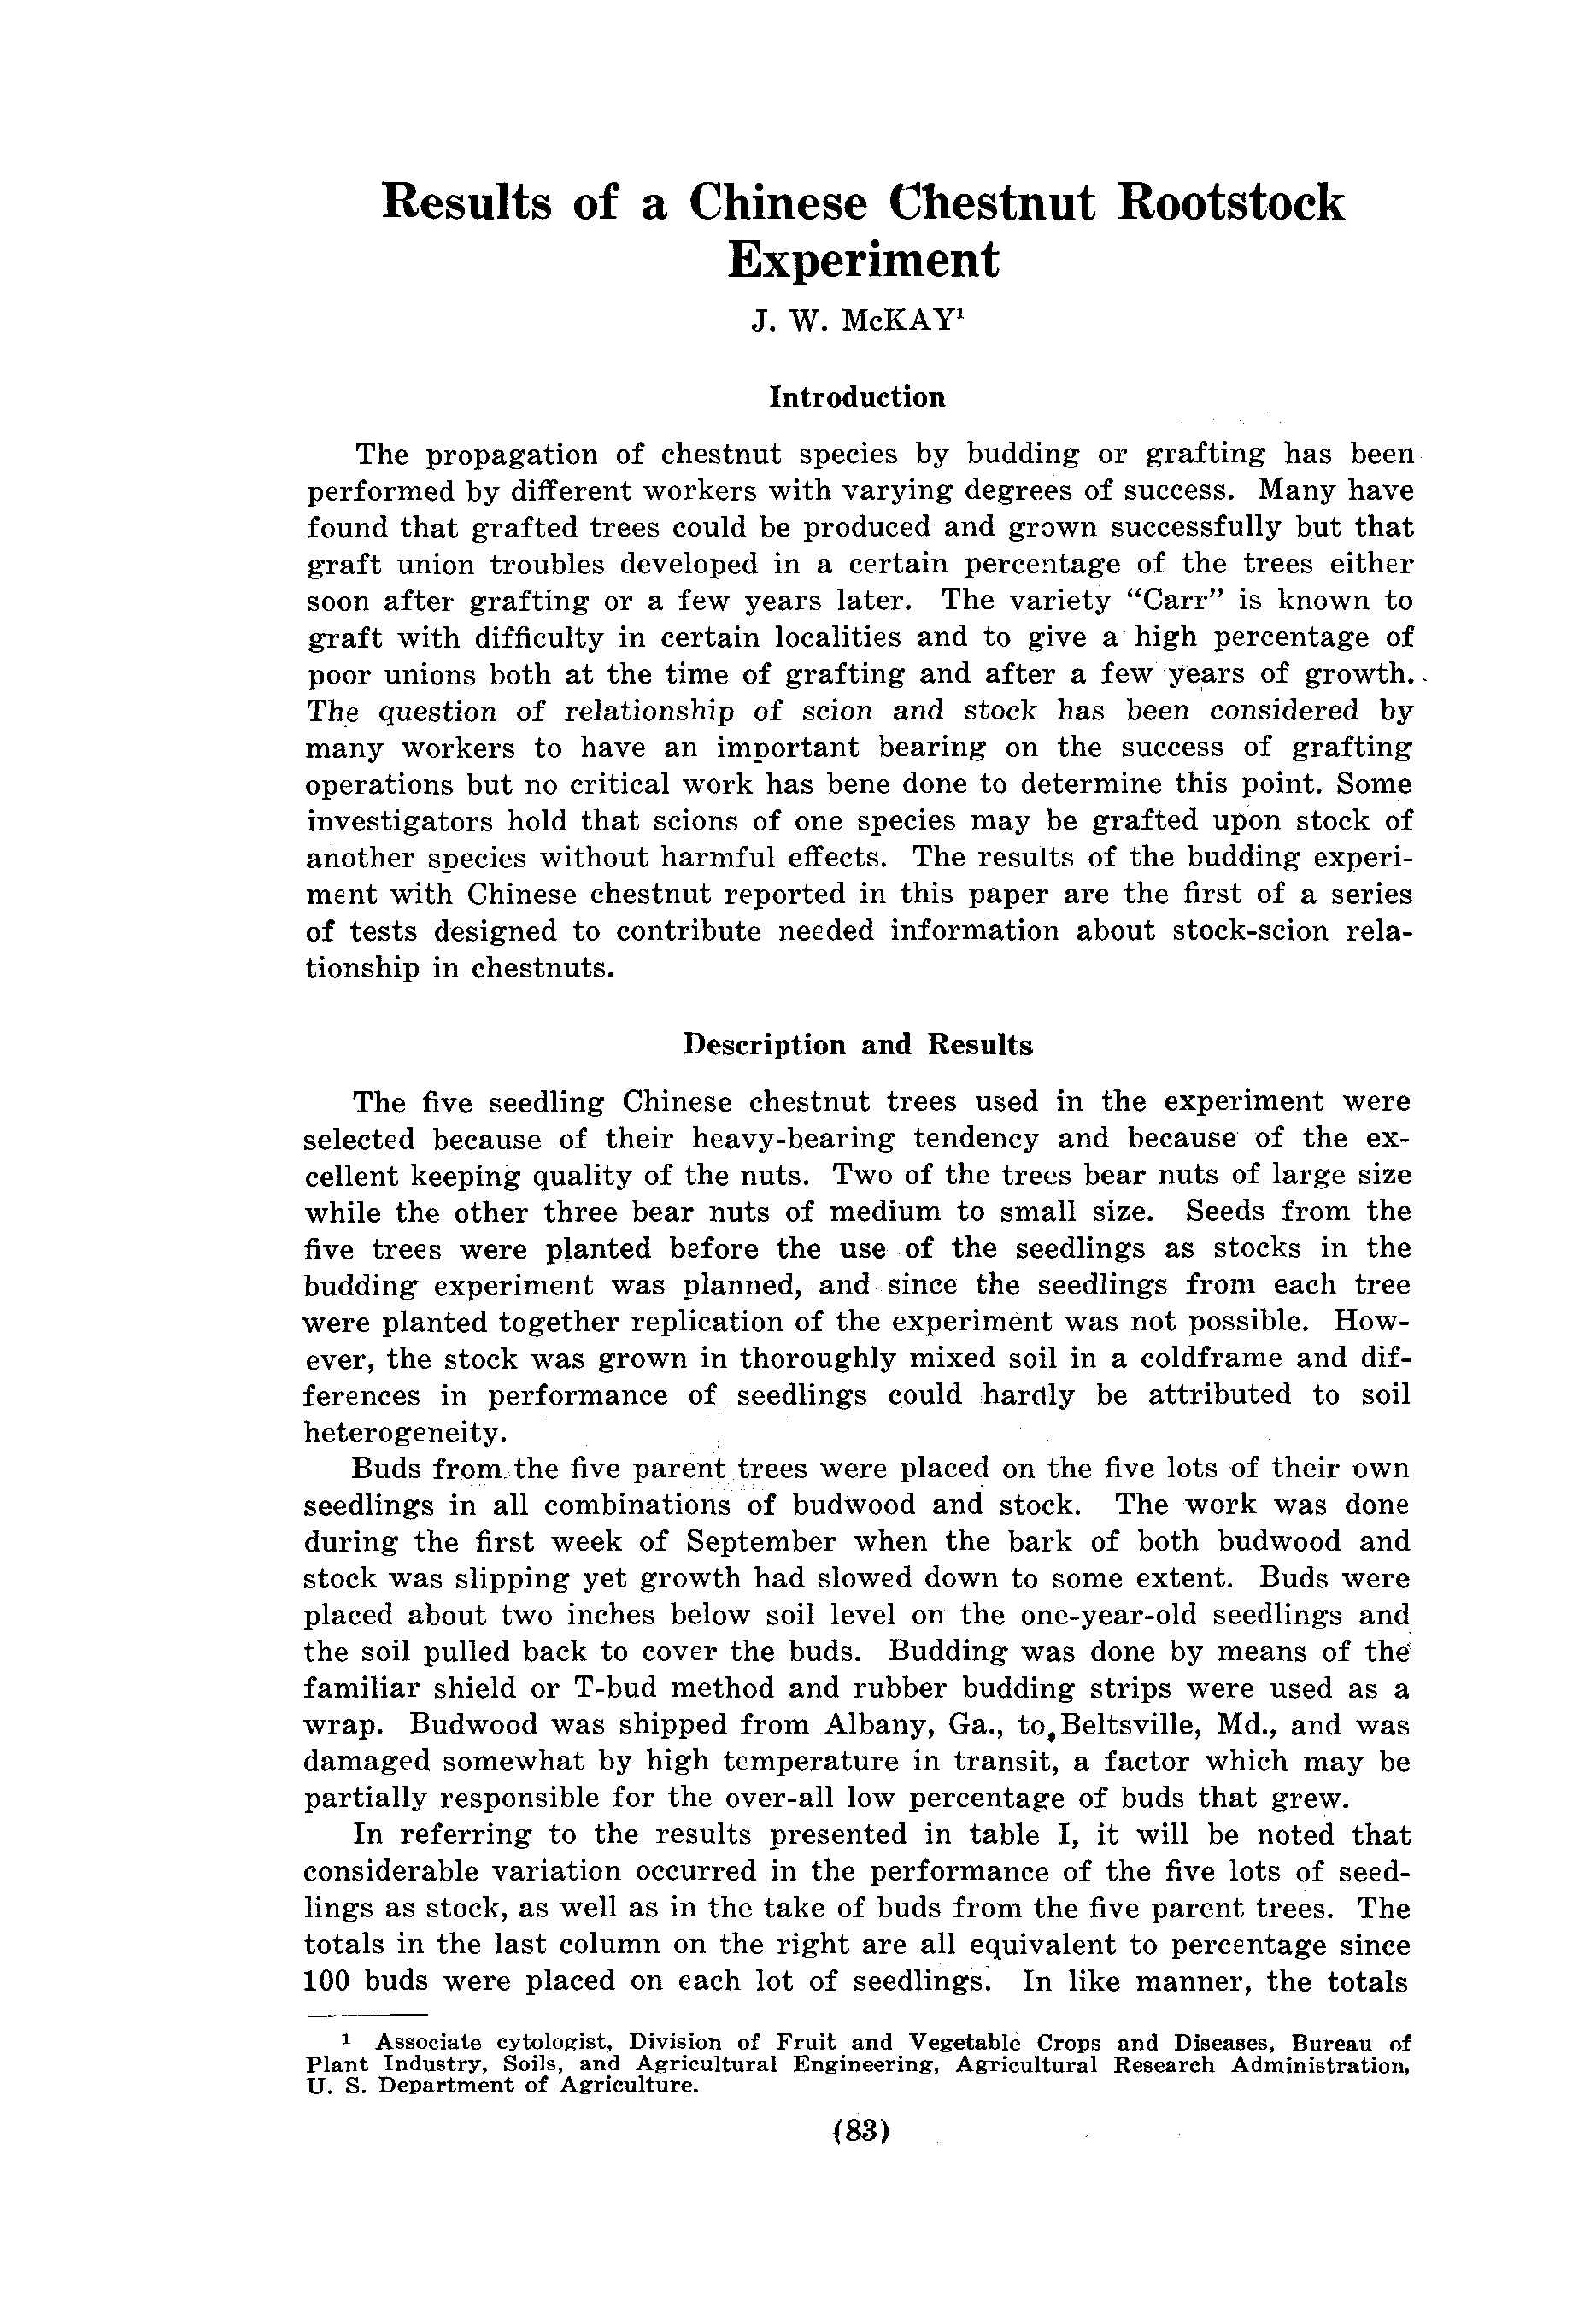 Results of a Chinese Chestnut Rootstock
Experiment
J. W. McKAY¹
Introduction
The propagation of chestnut species by budding or grafting has been
performed by different workers with varying degrees of success. Many have
found that grafted trees could be produced and grown successfully but that
graft union troubles developed in a certain percentage of the trees either
soon after grafting or a few years later. The variety “Carr” is known to
graft with difficulty in certain localities and to give a high percentage of
poor unions both at the time of grafting and after a few years of growth.
The question of relationship of scion and stock has been considered by
many workers to have an important bearing on the success of grafting
operations but no critical work has bene done to determine this point. Some
investigators hold that scions of one species may be grafted upon stock of
another species without harmful effects. The results of the budding experi-
ment with Chinese chestnut reported in this paper are the first of a series
of tests designed to contribute needed information about stock-scion rela-
tionship in chestnuts.
Description and Results
The five seedling Chinese chestnut trees used in the experiment were
selected because of their heavy-bearing tendency and because of the ex-
cellent keeping quality of the nuts. Two of the trees bear nuts of large size
while the other three bear nuts of medium to small size. Seeds from the
five trees were planted before the use of the seedlings as stocks in the
budding experiment was planned, and since the seedlings from each tree
were planted together replication of the experiment was not possible. How-
ever, the stock was grown in thoroughly mixed soil in a coldframe and dif-
ferences in performance of seedlings could hardly be attributed to soil
heterogeneity.
Buds from the five parent trees were placed on the five lots of their own
seedlings in all combinations of budwood and stock. The work was done
during the first week of September when the bark of both budwood and
stock was slipping yet growth had slowed down to some extent. Buds were
placed about two inches below soil level on the one-year-old seedlings and
the soil pulled back to cover the buds. Budding was done by means of the
familiar shield or T-bud method and rubber budding strips were used as a
wrap. Budwood was shipped from Albany, Ga., to Beltsville, Md., and was
damaged somewhat by high temperature in transit, a factor which may be
partially responsible for the over-all low percentage of buds that grew.
In referring to the results presented in table I, it will be noted that
considerable variation occurred in the performance of the five lots of seed-
lings as stock, as well as in the take of buds from the five parent trees. The
totals in the last column on the right are all equivalent to percentage since
100 buds were placed on each lot of seedlings. In like manner, the totals
1 Associate cytologist, Division of Fruit and Vegetable Crops and Diseases, Bureau of
Plant Industry, Soils, and Agricultural Engineering, Agricultural Research Administration,
U. S. Department of Agriculture.
(83)